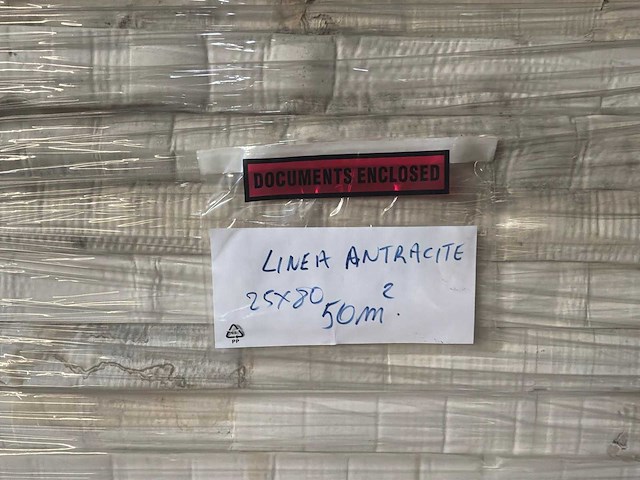 DOCUMENTS ENCLOSED
LINEA ANTRACITE
25X80
50m².
PP